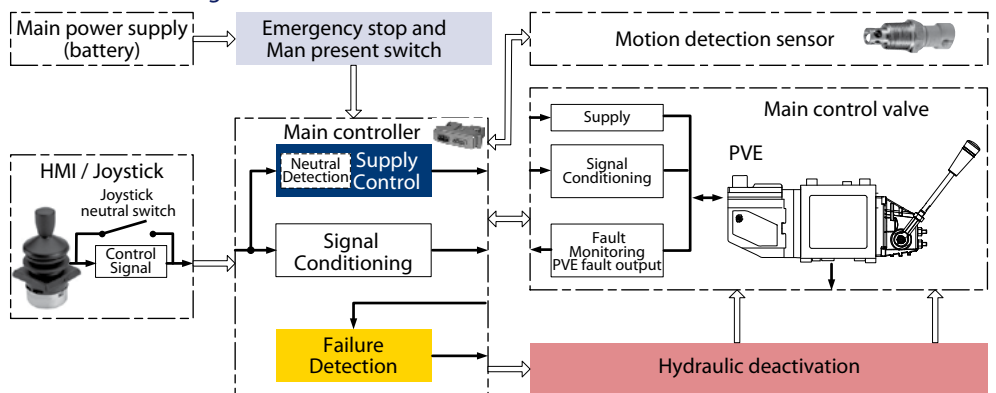 Main power supply
(battery)
Emergency stop and
Man present switch
Motion detection sensor
Main controller
Neutral
Detection
Supply
Control
Signal
Conditioning
Failure
Detection
HMI / Joystick
Joystick
neutral switch
Control
Signal
Main control valve
Supply
Signal
Conditioning
Fault
Monitoring
PVE fault output
PVE
Hydraulic deactivation